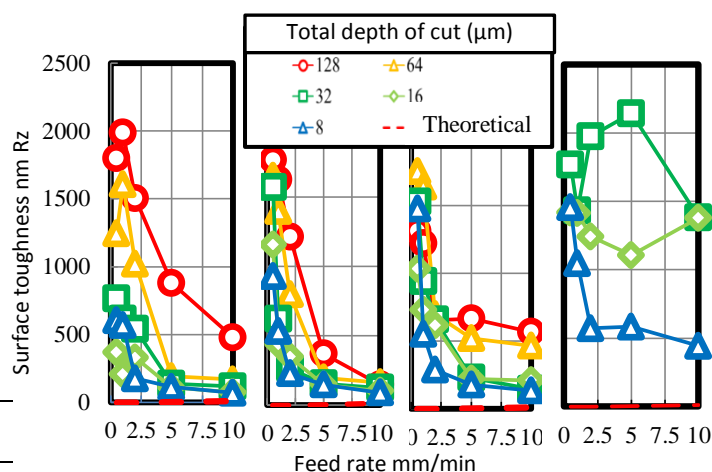 Total depth of cut (μm)
128 64
32 16
8 Theoretical
Surface toughness nm Rz
2500
2000
1500
1000
500
0
0 2.5 5 7.5 10 0 2.5 5 7.5 10 0 2.5 5 7.5 10 0 2.5 5 7.5 10
Feed rate mm/min